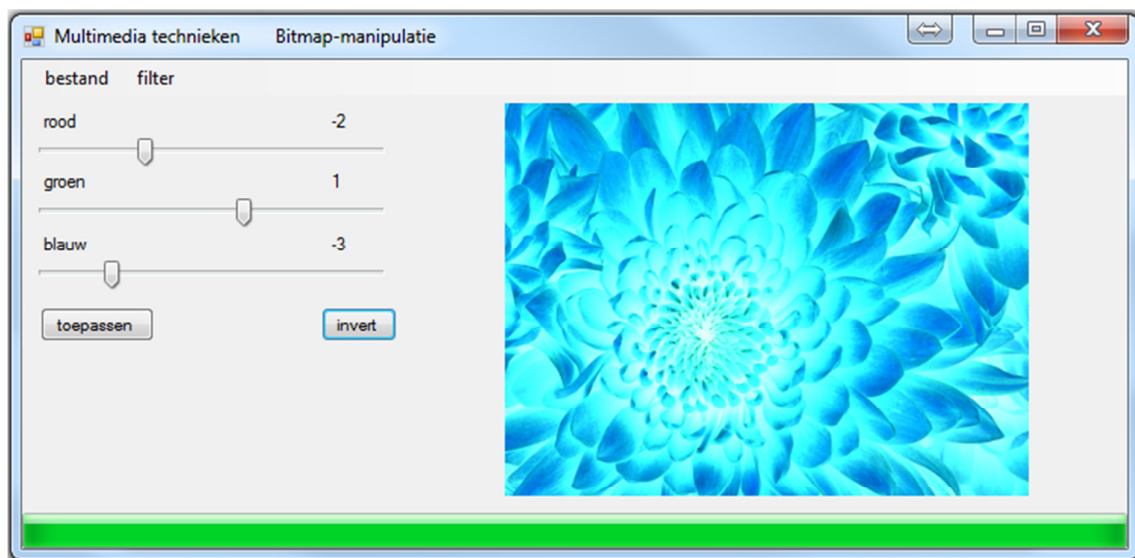 Multimedia technieken Bitmap-manipulatie
bestand filter
rood -2
groen 1
blauw -3
toepassen invert